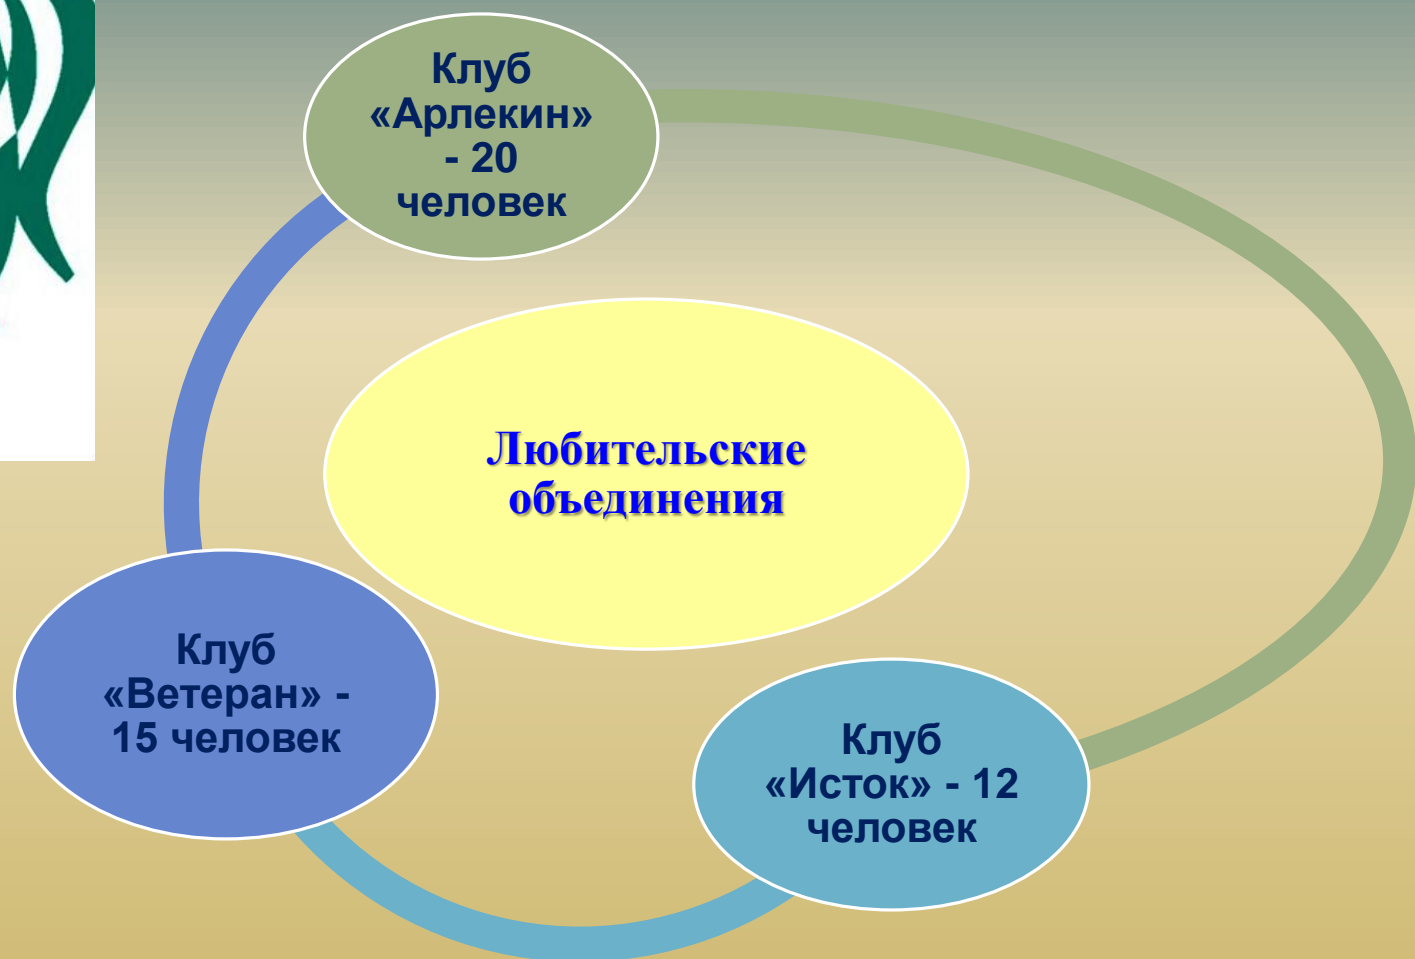 Клуб
«Арлекин»
- 20
человек
Любительские
объединения
Клуб
«Ветеран» -
15 человек
Клуб
«Исток» - 12
человек